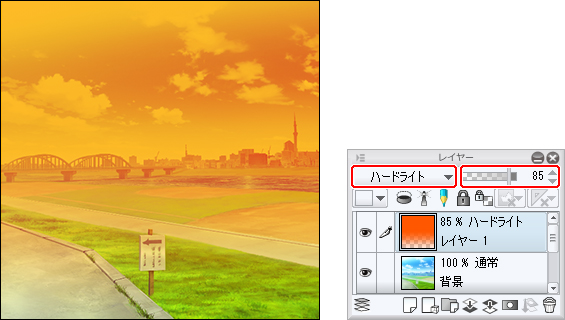 レイヤー
ハードライト
85
85 % ハードライト
レイヤー 1
100 % 通常
背景